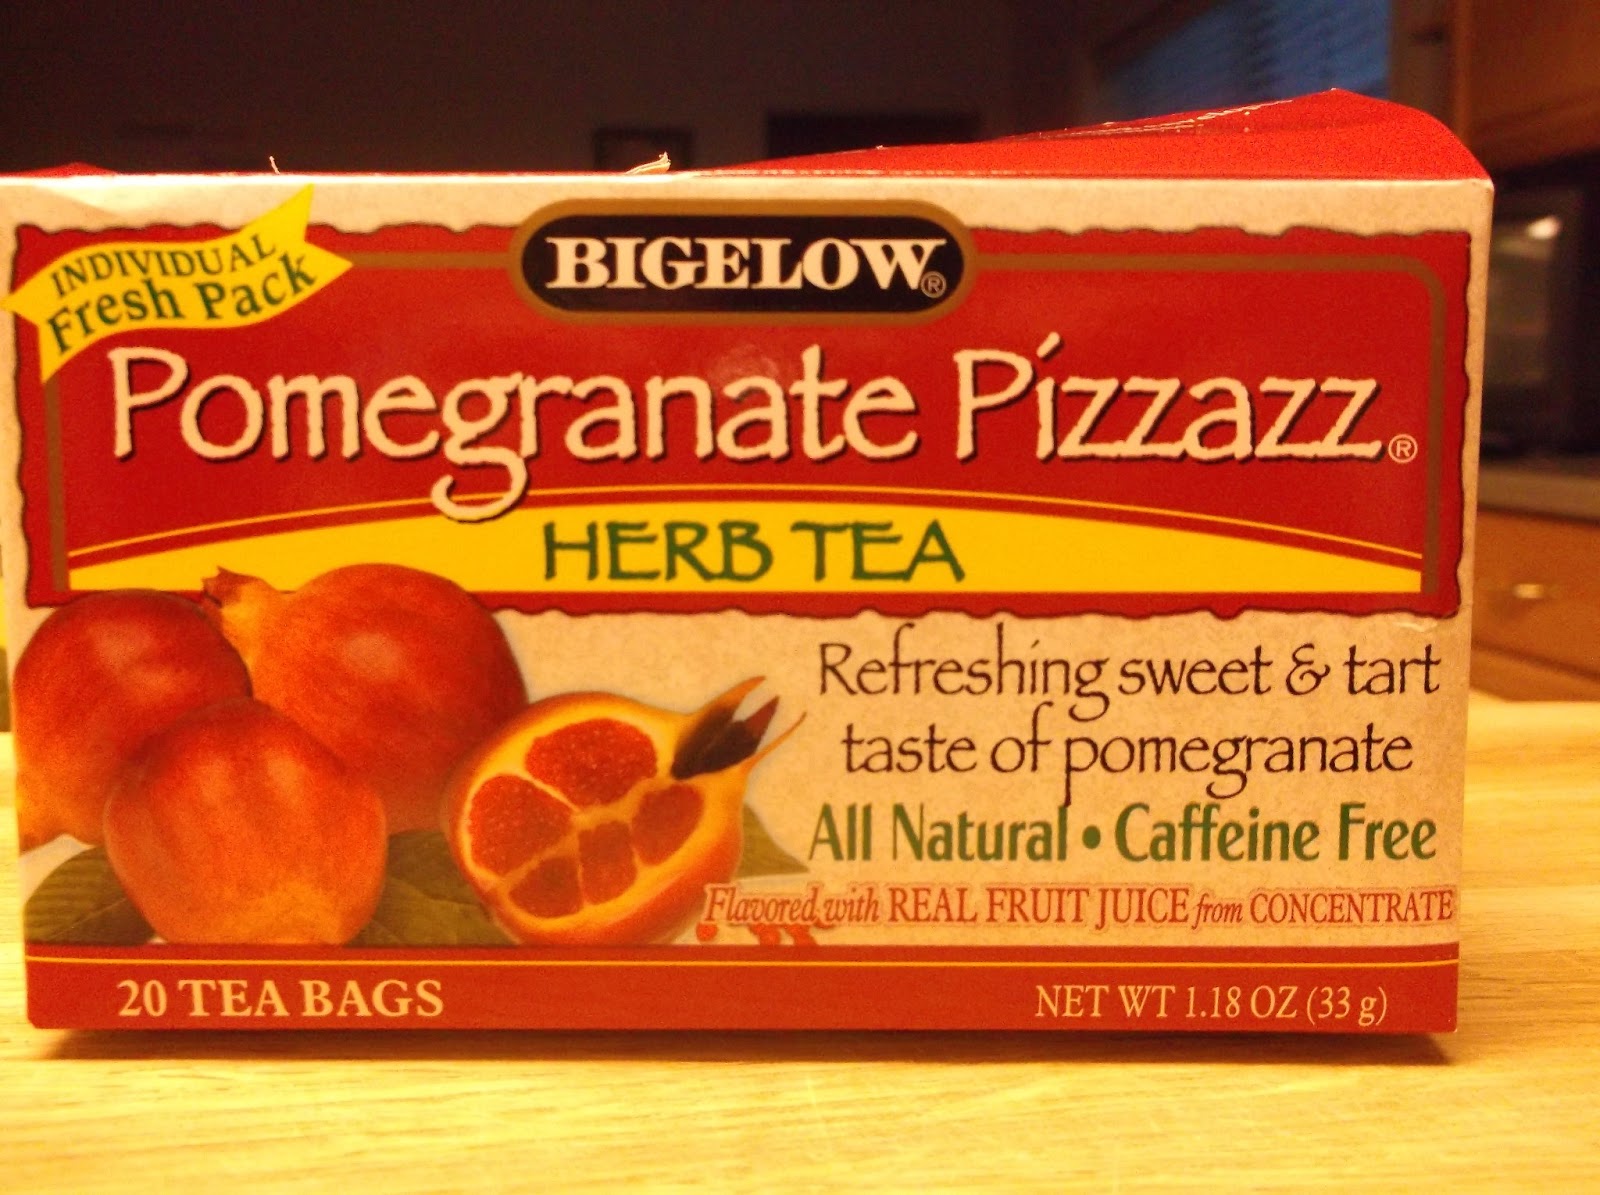 INDIVIDUAL
Fresh Pack
BIGELOW®
Pomegranate Pizzazz®
HERB TEA
Refreshing sweet & tart
taste of pomegranate
All Natural • Caffeine Free
Flavored with REAL FRUIT JUICE from CONCENTRATE
20 TEA BAGS
NET WT 1.18 OZ (33 g)